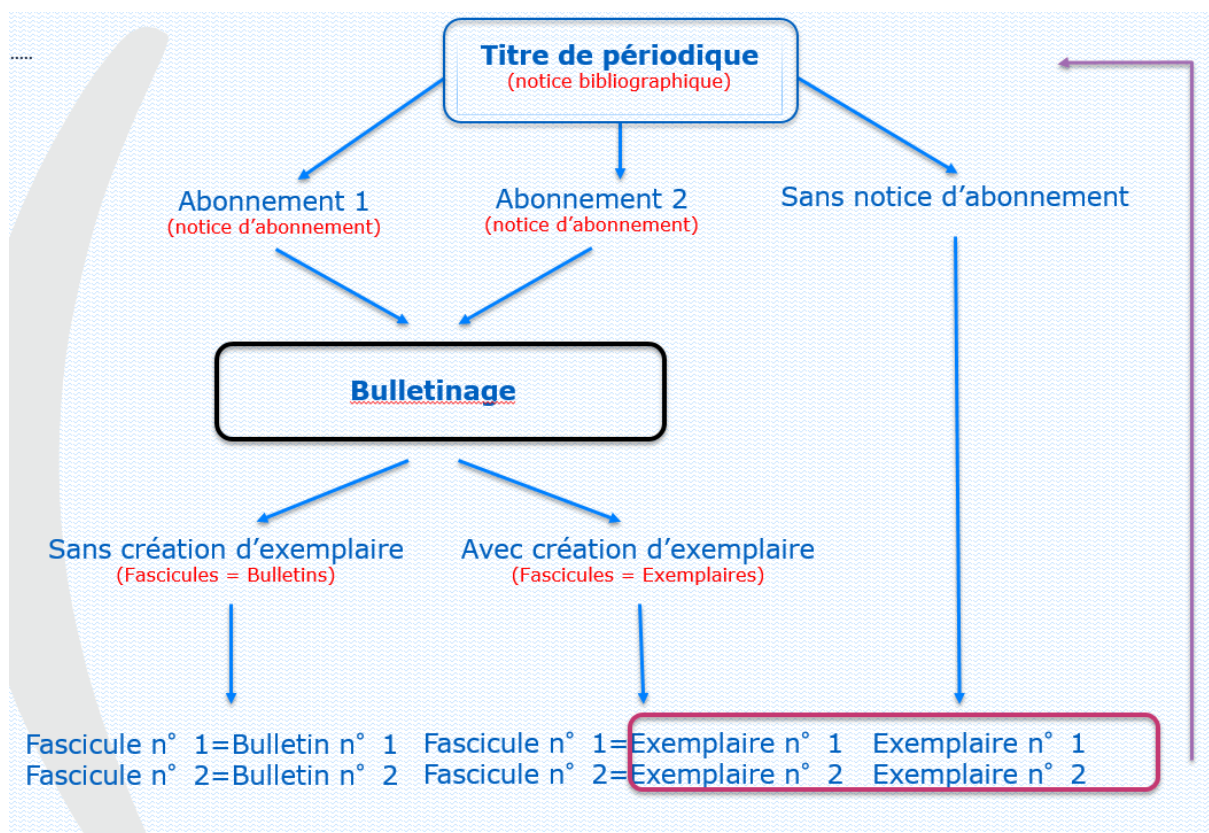 .....
Titre de périodique
(notice bibliographique)
Abonnement 1
(notice d’abonnement)
Abonnement 2
(notice d’abonnement)
Sans notice d’abonnement
Bulletinage
Sans création d’exemplaire
(Fascicules = Bulletins)
Avec création d’exemplaire
(Fascicules = Exemplaires)
Fascicule n° 1=Bulletin n° 1
Fascicule n° 2=Bulletin n° 2
Fascicule n° 1=Exemplaire n° 1
Fascicule n° 2=Exemplaire n° 2
Exemplaire n° 1
Exemplaire n° 2